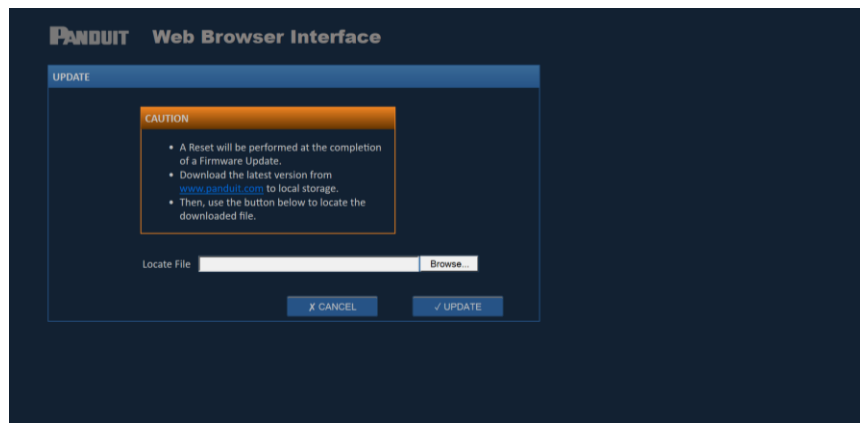 PANDUIT Web Browser Interface
UPDATE
CAUTION
• A Reset will be performed at the completion
of a Firmware Update.
• Download the latest version from
www.panduit.com to local storage.
• Then, use the button below to locate the
downloaded file.
Locate File Browse...
✗ CANCEL ✓ UPDATE